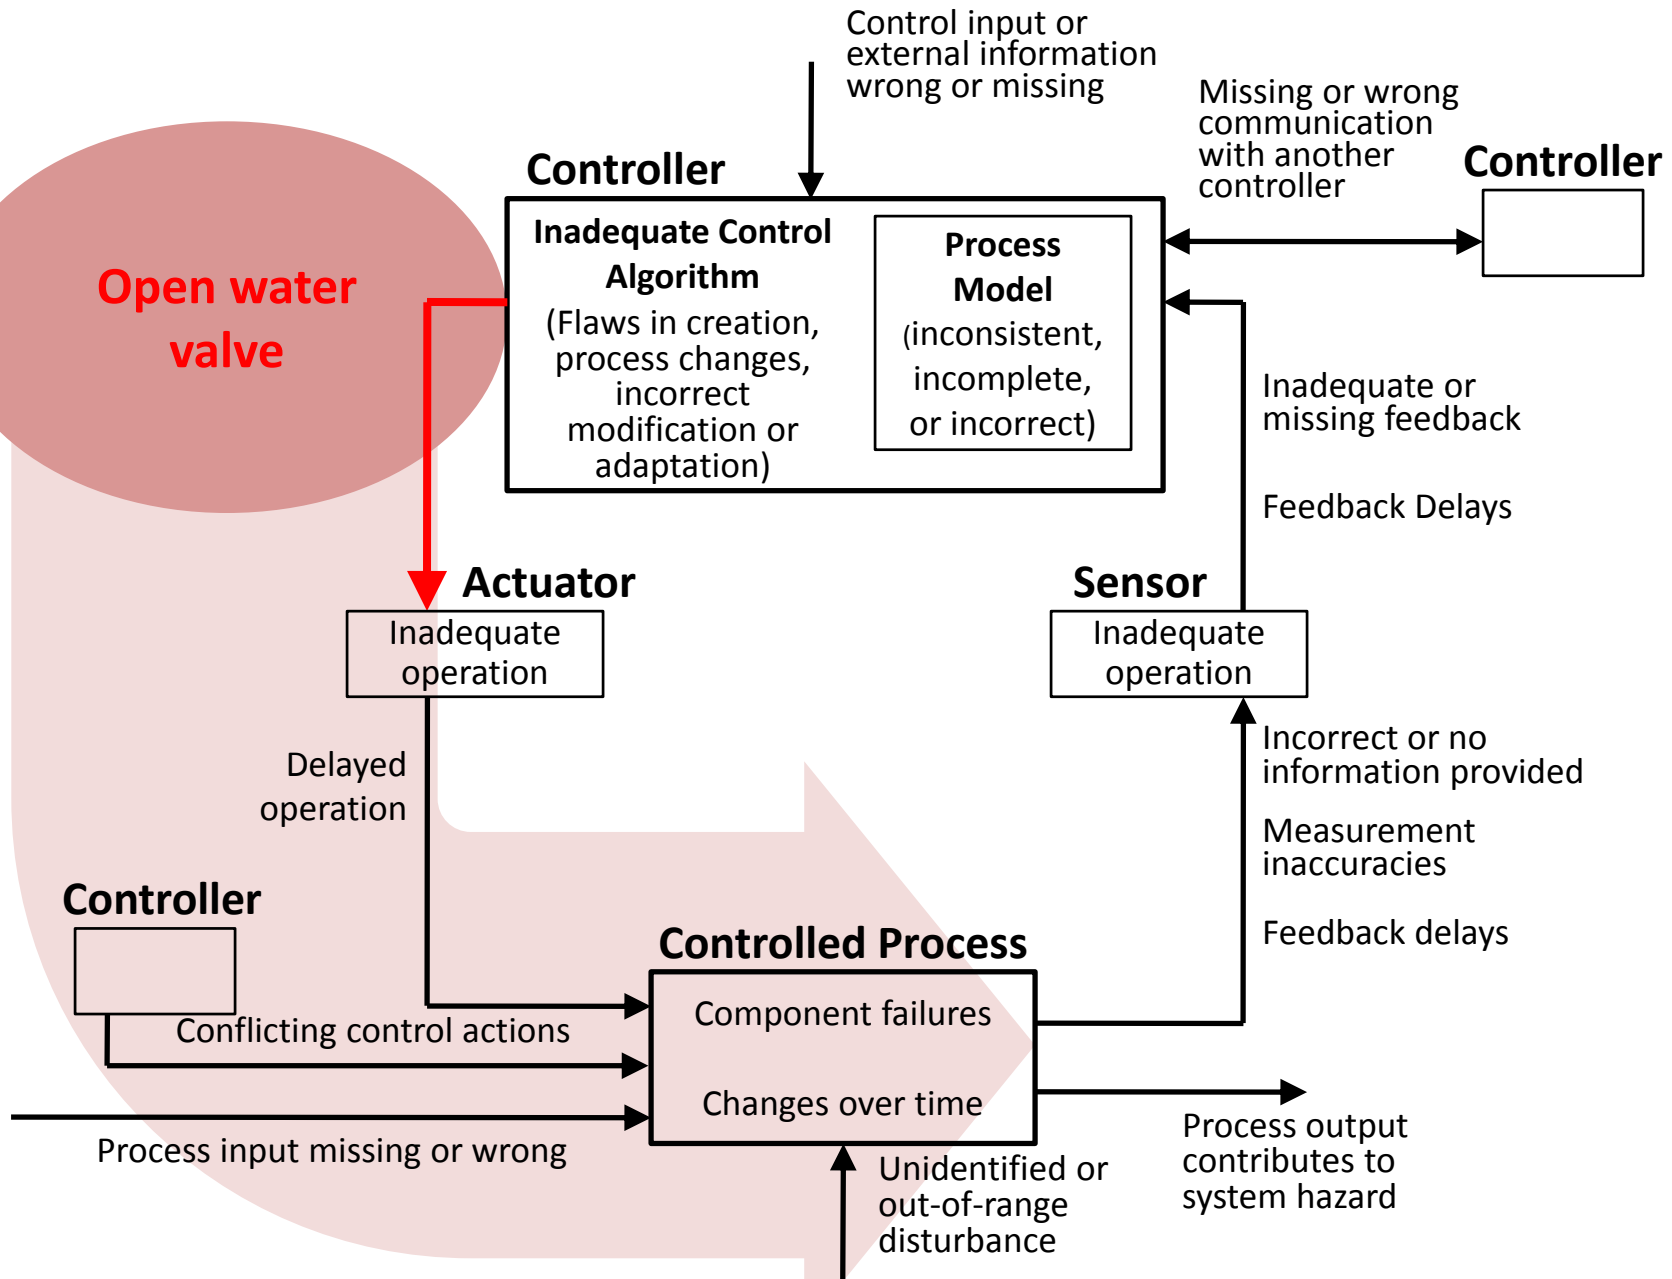 Control input or
external information
wrong or missing
Missing or wrong
communication
with another
controller
Controller
Controller
Inadequate Control
Algorithm
(Flaws in creation,
process changes,
incorrect
modification or
adaptation)
Process
Model
(inconsistent,
incomplete,
or incorrect)
Open water
valve
Inadequate or
missing feedback
Feedback Delays
Actuator
Inadequate
operation
Sensor
Inadequate
operation
Delayed
operation
Incorrect or no
information provided
Measurement
inaccuracies
Feedback delays
Controller
Conflicting control actions
Process input missing or wrong
Controlled Process
Component failures
Changes over time
Unidentified or
out-of-range
disturbance
Process output
contributes to
system hazard